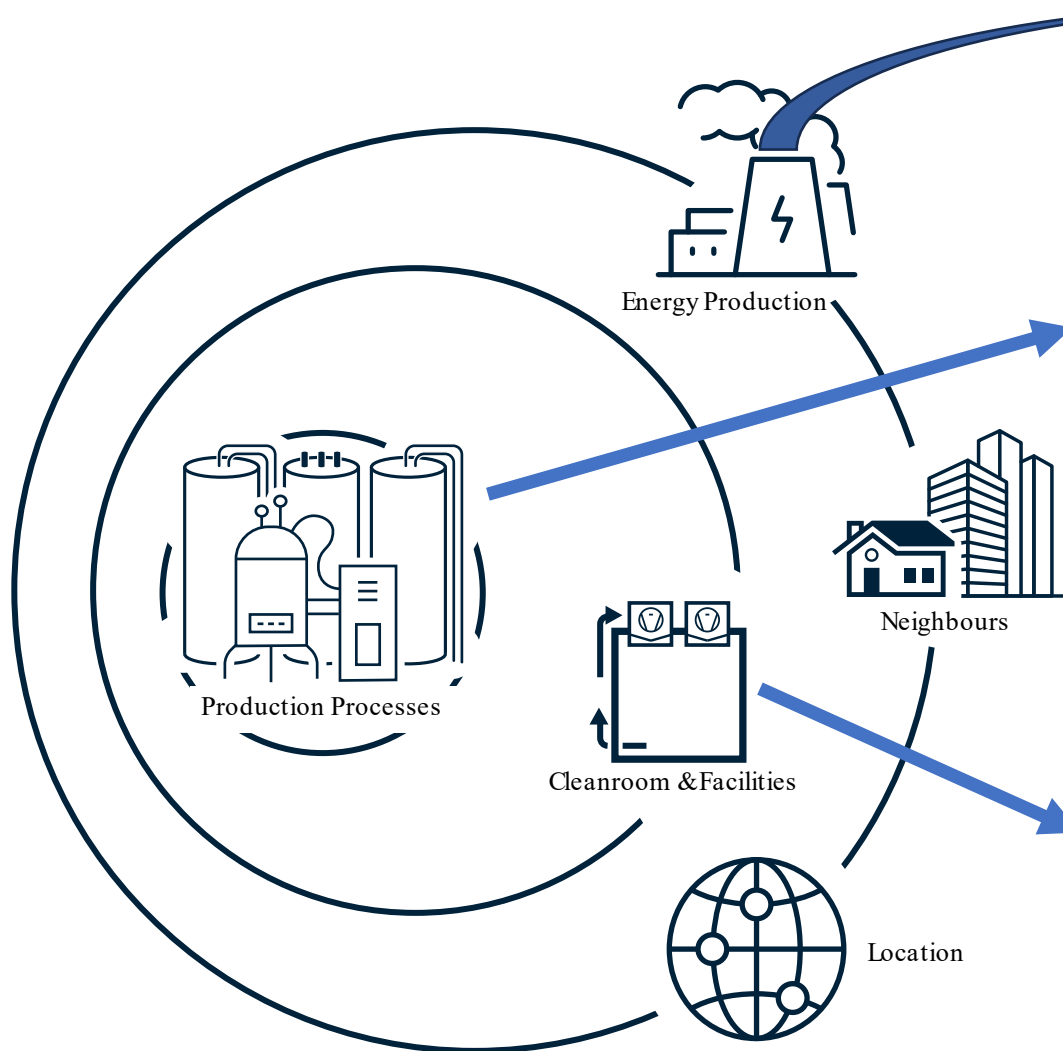 Energy Production
Neighbours
Production Processes
Cleanroom & Facilities
Location